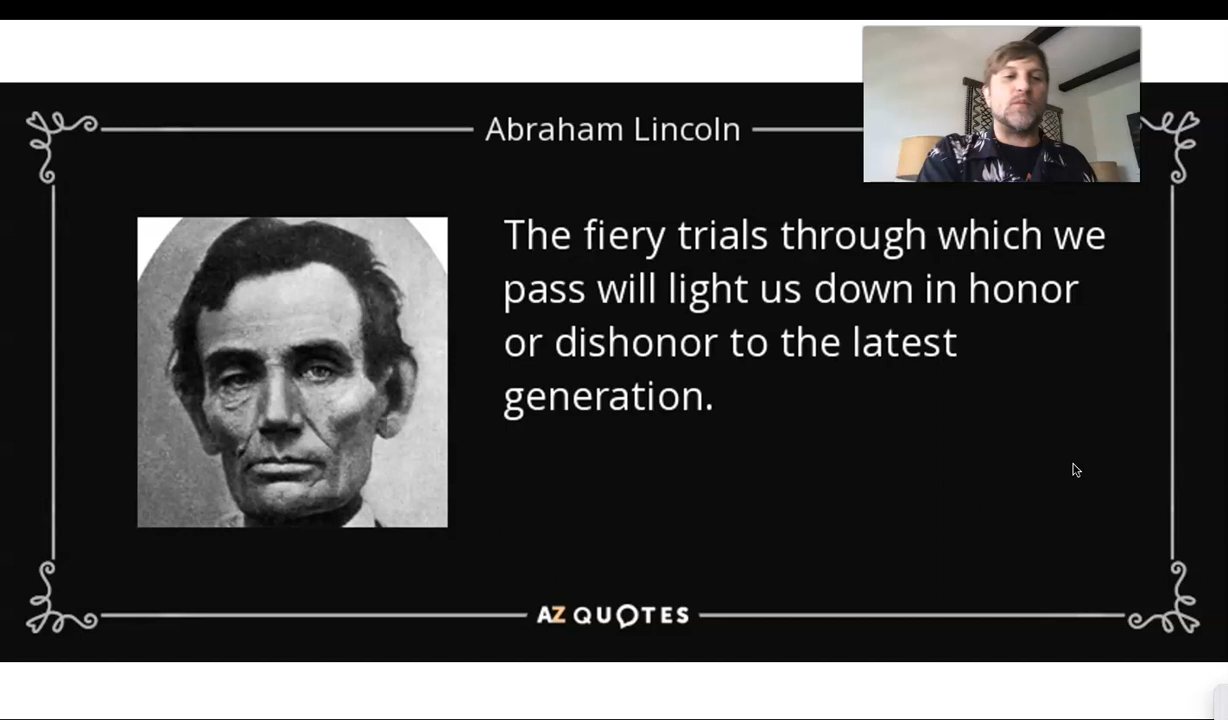 Abraham Lincoln
The fiery trials through which we
pass will light us down in honor
or dishonor to the latest
generation.
AZ QUOTES